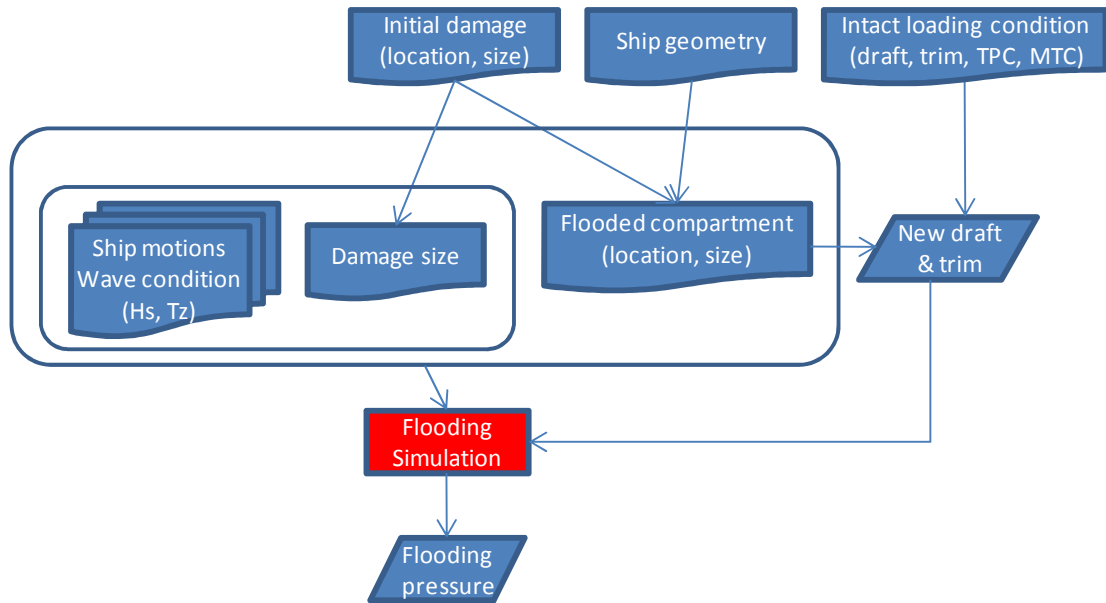 Initial damage
(location, size)
Ship geometry
Intact loading condition
(draft, trim, TPC, MTC)
Ship motions
Wave condition
(Hs, Tz)
Damage size
Flooded compartment
(location, size)
New draft
& trim
Flooding
Simulation
Flooding
pressure